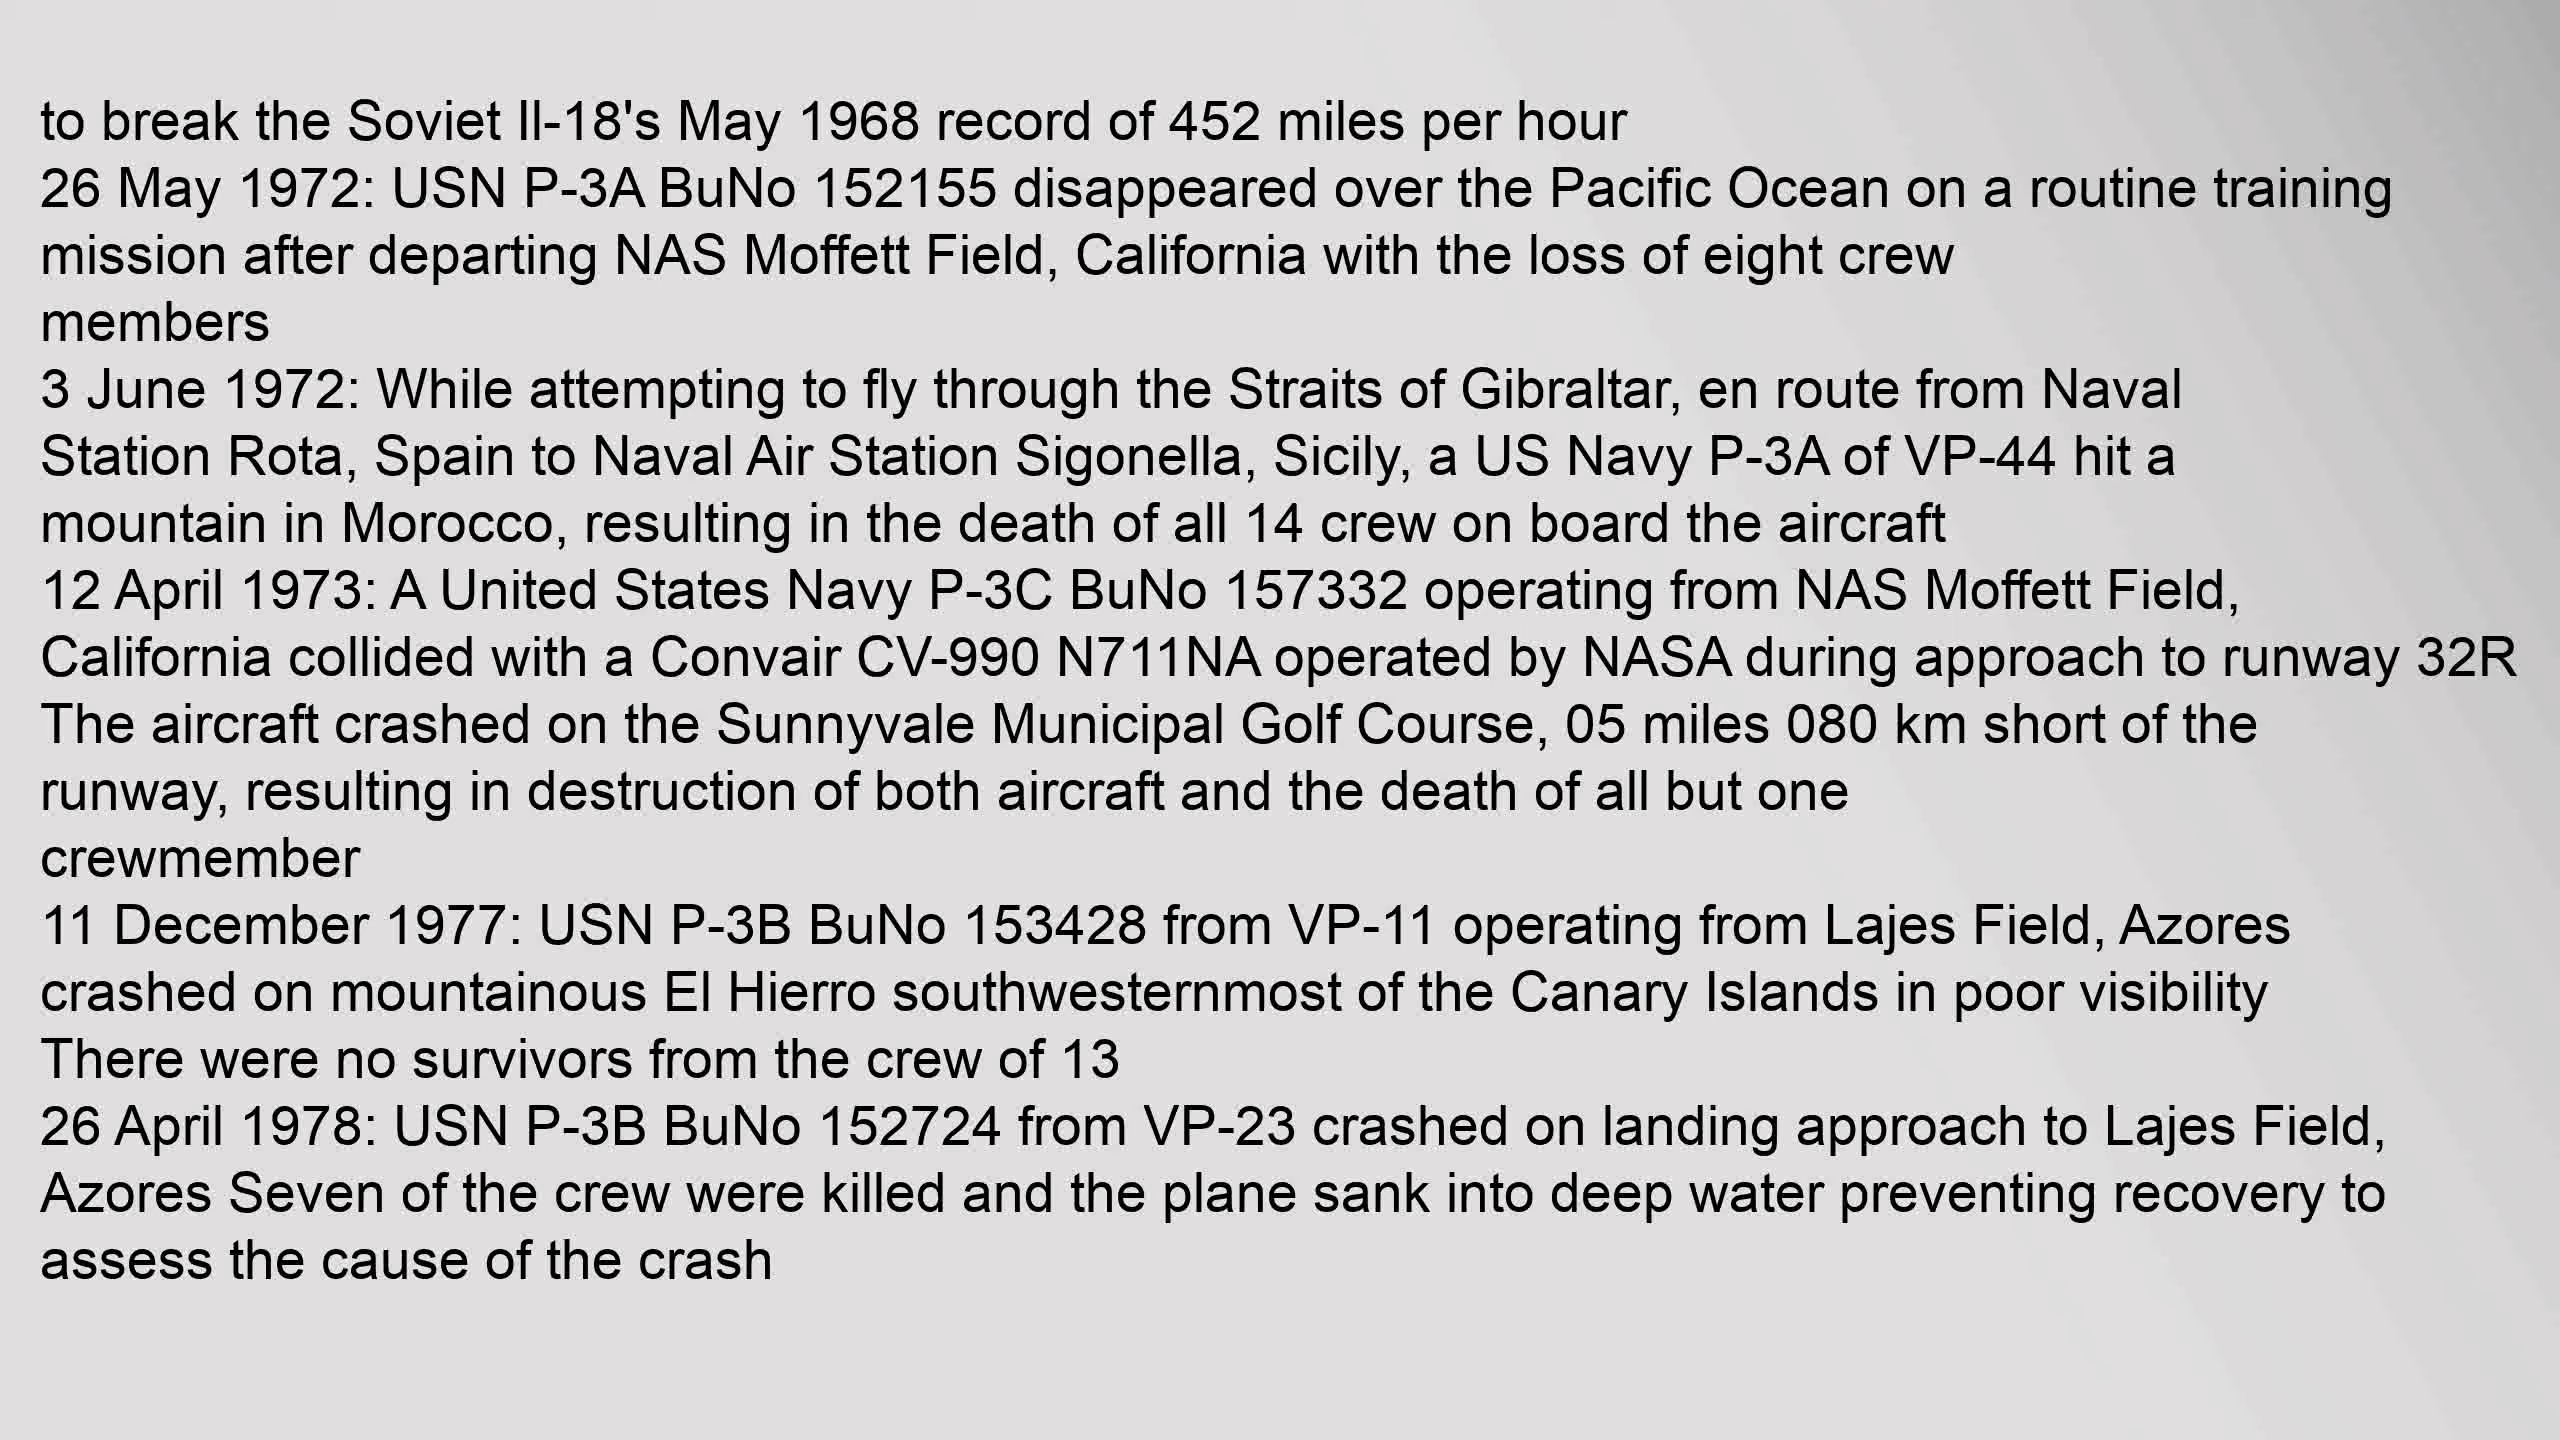 to break the Soviet Il-18's May 1968 record of 452 miles per hour
26 May 1972: USN P-3A BuNo 152155 disappeared over the Pacific Ocean on a routine training
mission after departing NAS Moffett Field, California with the loss of eight crew
members
3 June 1972: While attempting to fly through the Straits of Gibraltar, en route from Naval
Station Rota, Spain to Naval Air Station Sigonella, Sicily, a US Navy P-3A of VP-44 hit a
mountain in Morocco, resulting in the death of all 14 crew on board the aircraft
12 April 1973: A United States Navy P-3C BuNo 157332 operating from NAS Moffett Field,
California collided with a Convair CV-990 N711NA operated by NASA during approach to runway 32R
The aircraft crashed on the Sunnyvale Municipal Golf Course, 05 miles 080 km short of the
runway, resulting in destruction of both aircraft and the death of all but one
crewmember
11 December 1977: USN P-3B BuNo 153428 from VP-11 operating from Lajes Field, Azores
crashed on mountainous El Hierro southwesternmost of the Canary Islands in poor visibility
There were no survivors from the crew of 13
26 April 1978: USN P-3B BuNo 152724 from VP-23 crashed on landing approach to Lajes Field,
Azores Seven of the crew were killed and the plane sank into deep water preventing recovery to
assess the cause of the crash